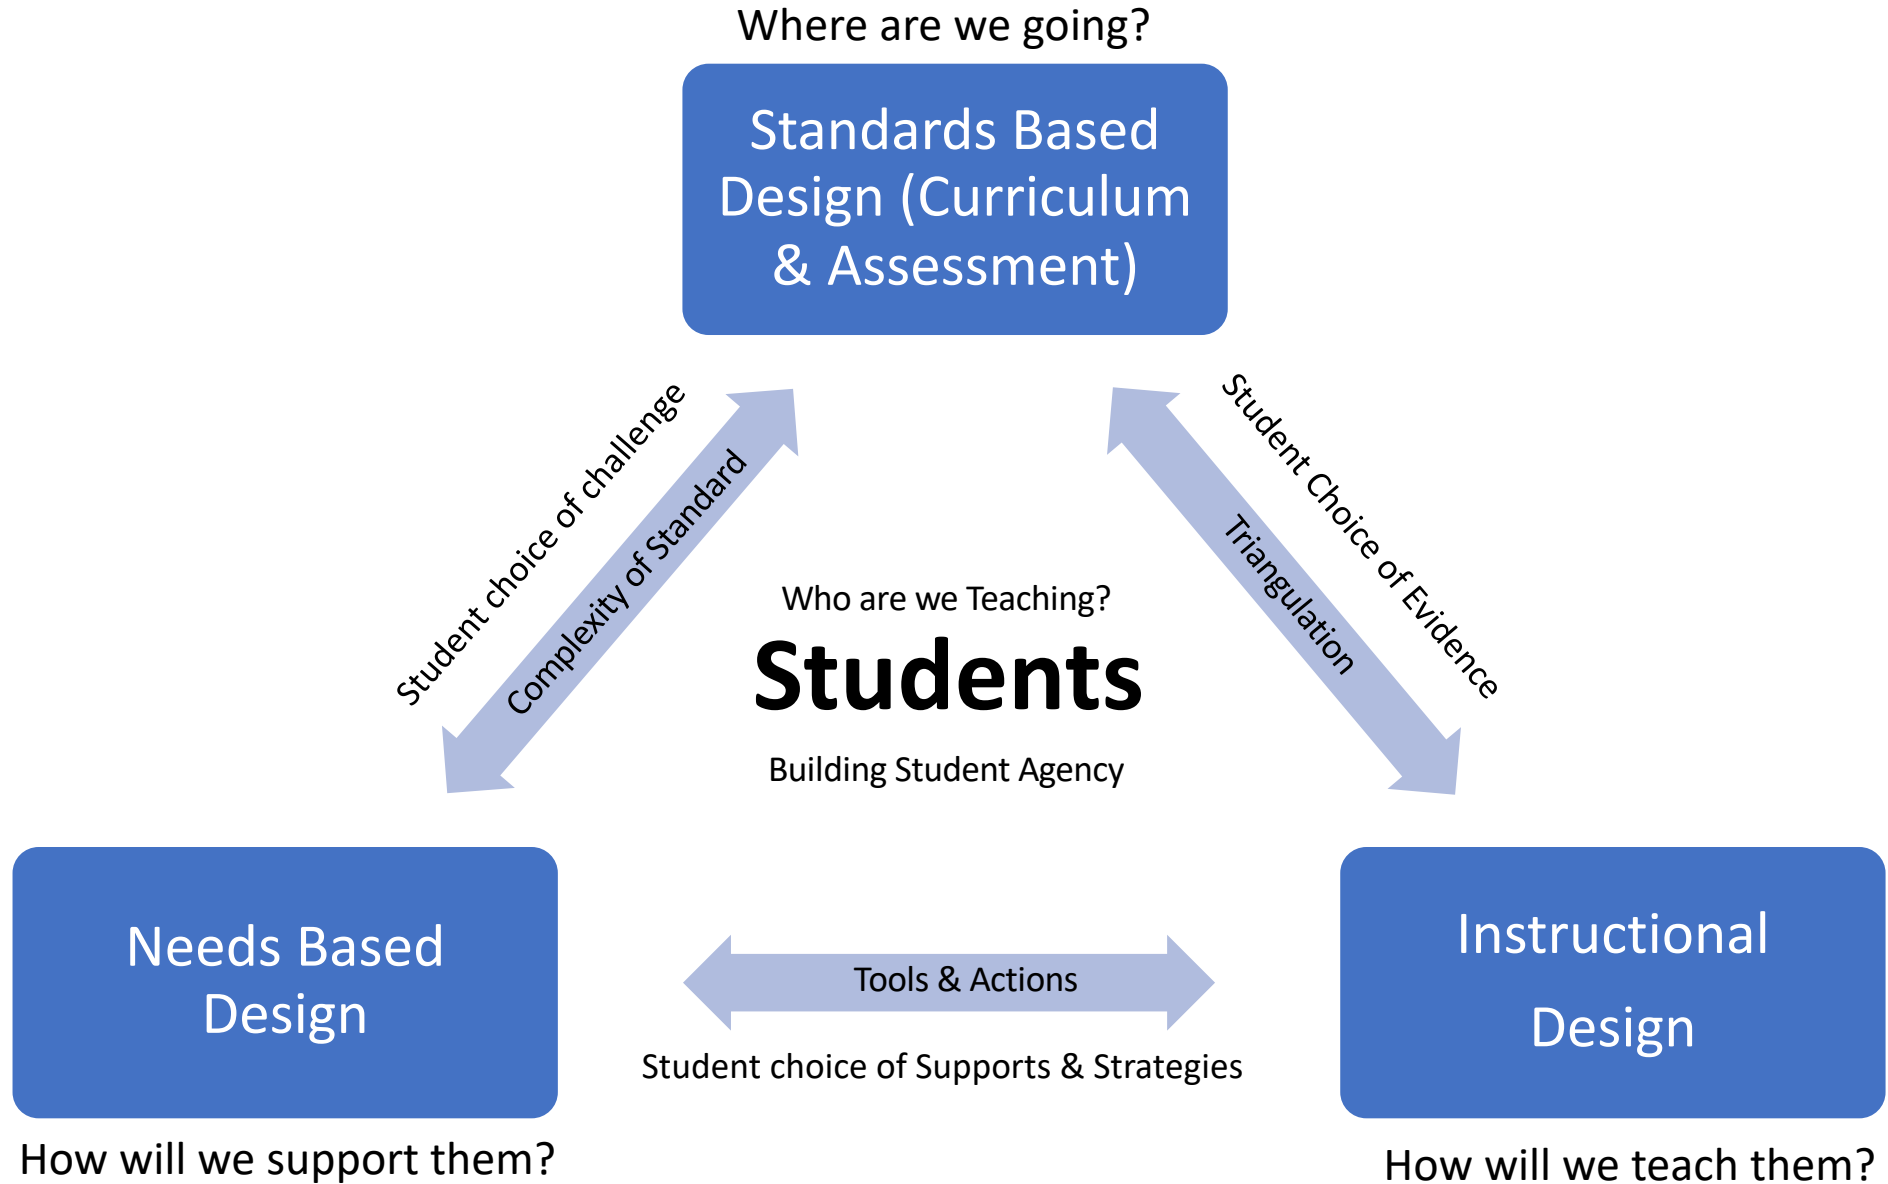 Where are we going?
Standards Based
Design (Curriculum
& Assessment)
Student choice of challenge
Complexity of Standard
Student Choice of Evidence
Triangulation
Who are we Teaching?
Students
Building Student Agency
Needs Based
Design
Tools & Actions
Student choice of Supports & Strategies
Instructional
Design
How will we support them?
How will we teach them?